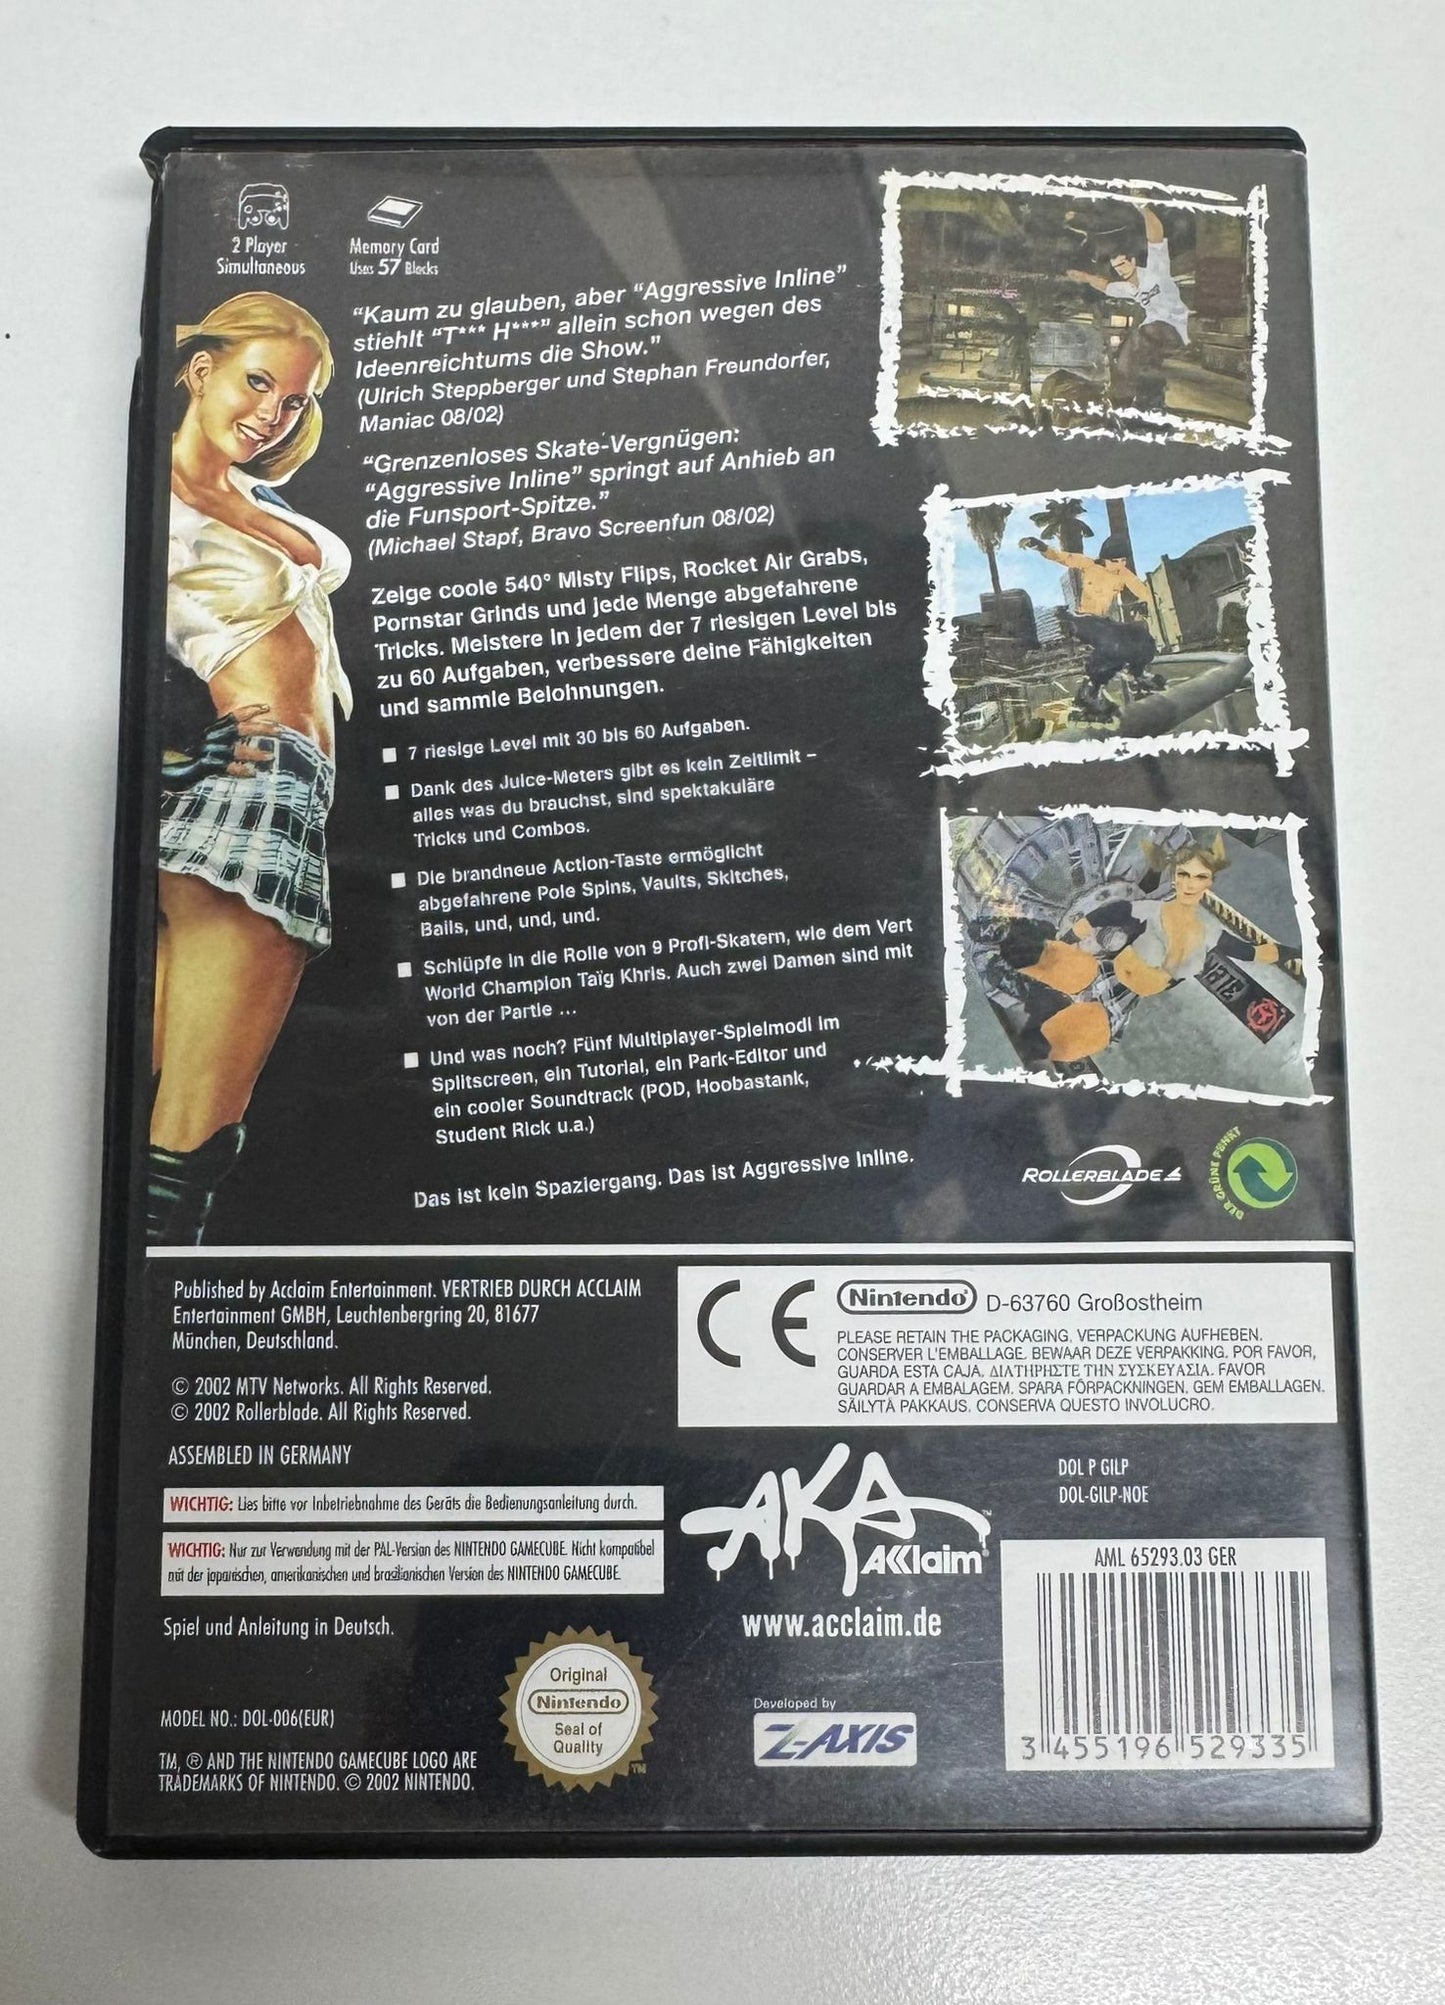 2 Player
Simultaneous
Memory Card
Uses 57 Blocks
“Kaum zu glauben, aber “Aggressive Inline”
stiehlt “T*** H***” allein schon wegen des
Ideenreichtums die Show.”
(Ulrich Steppberger und Stephan Freundorfer,
Maniac 08/02)
“Grenzenloses Skate-Vergnügen:
“Aggressive Inline” springt auf Anhieb an
die Funsport-Spitze.”
(Michael Stapf, Bravo Screenfun 08/02)
Zeige coole 540° Misty Flips, Rocket Air Grabs,
Pornstar Grinds und jede Menge abgefahrene
Tricks. Meistere in jedem der 7 riesigen Level bis
zu 60 Aufgaben, verbessere deine Fähigkeiten
und sammle Belohnungen.
■ 7 riesige Level mit 30 bis 60 Aufgaben.
■ Dank des Juice-Meters gibt es kein Zeitlimit –
alles was du brauchst, sind spektakuläre
Tricks und Combos.
■ Die brandneue Action-Taste ermöglicht
abgefahrene Pole Spins, Vaults, Skitches,
Bails, und, und, und.
■ Schlüpfe in die Rolle von 9 Profi-Skatern, wie dem Vert
World Champion Taïg Khris. Auch zwei Damen sind mit
von der Partie ...
■ Und was noch? Fünf Multiplayer-Spielmodi im
Splitscreen, ein Tutorial, ein Park-Editor und
ein cooler Soundtrack (POD, Hoobastank,
Student Rick u.a.)
Das ist kein Spaziergang. Das ist Aggressive Inline.
ROLLERBLADE
DER GRÜNE PUNKT
Published by Acclaim Entertainment. VERTRIEB DURCH ACCLAIM
Entertainment GMBH, Leuchtenbergring 20, 81677
München, Deutschland.
© 2002 MTV Networks. All Rights Reserved.
© 2002 Rollerblade. All Rights Reserved.
ASSEMBLED IN GERMANY
WICHTIG: Lies bitte vor Inbetriebnahme des Geräts die Bedienungsanleitung durch.
WICHTIG: Nur zur Verwendung mit der PAL-Version des NINTENDO GAMECUBE. Nicht kompatibel
mit der japanischen, amerikanischen und brasilianischen Version des NINTENDO GAMECUBE.
Spiel und Anleitung in Deutsch.
MODEL NO.: DOL-006(EUR)
TM, ® AND THE NINTENDO GAMECUBE LOGO ARE
TRADEMARKS OF NINTENDO. © 2002 NINTENDO.
CE
Nintendo® D-63760 Großostheim
PLEASE RETAIN THE PACKAGING. VERPACKUNG AUFHEBEN.
CONSERVER L'EMBALLAGE. BEWAAR DEZE VERPAKKING. POR FAVOR,
GUARDA ESTA CAJA. ΔΙΑΤΗΡΗΣΤΕ ΤΗΝ ΣΥΣΚΕΥΑΣΙΑ. FAVOR
GUARDAR A EMBALAGEM. SPARA FÖRPACKNINGEN. GEM EMBALLAGEN.
SÄILYTÄ PAKKAUS. CONSERVA QUESTO INVOLUCRO.
AKA
AKKlaim®
www.acclaim.de
DOL P GILP
DOL-GILP-NOE
AML 65293.03 GER
3 455196 529335
Original
Nintendo
Seal of
Quality
TM
Developed by
Z-AXIS